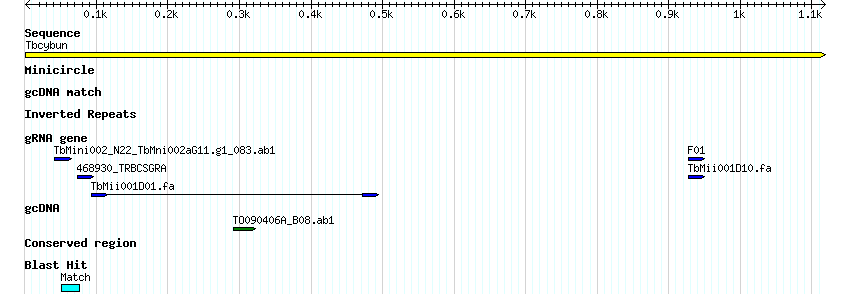 0.1k 0.2k 0.3k 0.4k 0.5k 0.6k 0.7k 0.8k 0.9k 1k 1.1k
Sequence
Tbcybun
Minicircle
gcDNA match
Inverted Repeats
gRNA gene
TbMini002_N22_TbMni002aG11.g1_083.ab1 F01
468930_TRBCSGRA TbMii001D10.fa
TbMii001D01.fa
gcDNA
TO090406A_B08.ab1
Conserved region
Blast Hit
Match